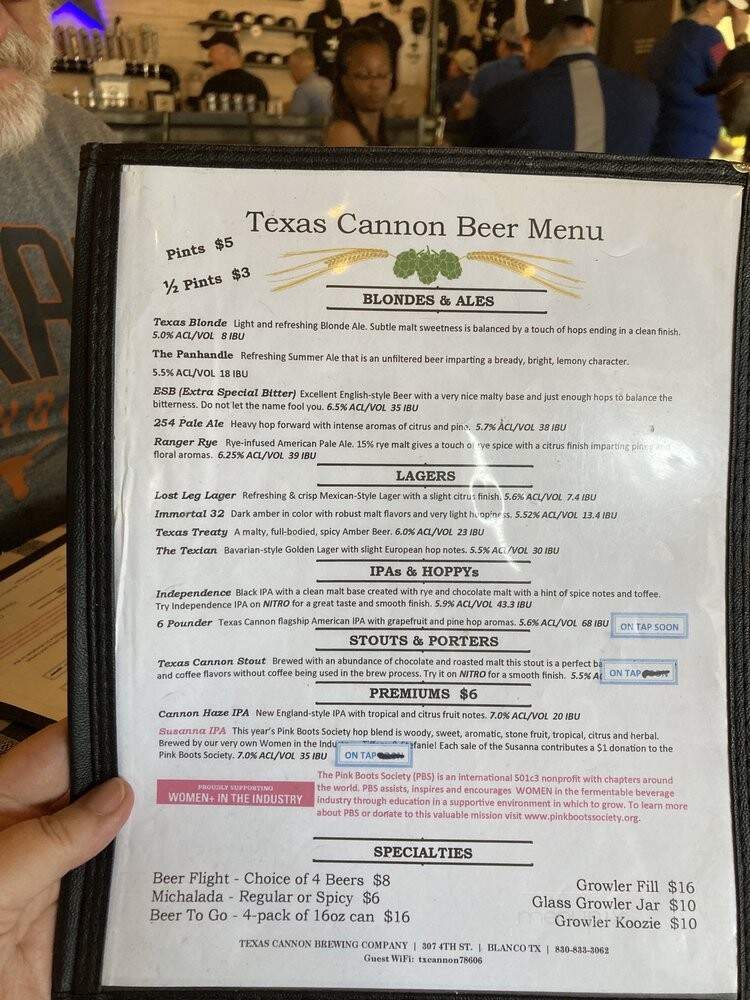 Texas Cannon Beer Menu
Pints $5
½ Pints $3
BLONDES & ALES
Texas Blonde Light and refreshing Blonde Ale. Subtle malt sweetness is balanced by a touch of hops ending in a clean finish.
5.0% ACL/VOL 8 IBU
The Panhandle Refreshing Summer Ale that is an unfiltered beer imparting a bready, bright, lemony character.
5.5% ACL/VOL 18 IBU
ESB (Extra Special Bitter) Excellent English-style Beer with a very nice malty base and just enough hops to balance the
bitterness. Do not let the name fool you. 6.5% ACL/VOL 35 IBU
254 Pale Ale Heavy hop forward with intense aromas of citrus and pine. 5.7% ACL/VOL 38 IBU
Ranger Rye Rye-infused American Pale Ale. 15% rye malt gives a touch of rye spice with a citrus finish imparting piney and
floral aromas. 6.25% ACL/VOL 39 IBU
LAGERS
Lost Leg Lager Refreshing & crisp Mexican-Style Lager with a slight citrus finish. 5.6% ACL/VOL 7.4 IBU
Immortal 32 Dark amber in color with robust malt flavors and very light hoppiness. 5.52% ACL/VOL 13.4 IBU
Texas Treaty A malty, full-bodied, spicy Amber Beer. 6.0% ACL/VOL 23 IBU
The Texian Bavarian-style Golden Lager with slight European hop notes. 5.5% ACL/VOL 30 IBU
IPAs & HOPPYs
Independence Black IPA with a clean malt base created with rye and chocolate malt with a hint of spice notes and toffee.
Try Independence IPA on NITRO for a great taste and smooth finish. 5.9% ACL/VOL 43.3 IBU
6 Pounder Texas Cannon flagship American IPA with grapefruit and pine hop aromas. 5.6% ACL/VOL 68 IBU ON TAP SOON
STOUTS & PORTERS
Texas Cannon Stout Brewed with an abundance of chocolate and roasted malt this stout is a perfect ba
and coffee flavors without coffee being used in the brew process. Try it on NITRO for a smooth finish. 5.5% A ON TAP
PREMIUMS $6
Cannon Haze IPA New England-style IPA with tropical and citrus fruit notes. 7.0% ACL/VOL 20 IBU
Susanna IPA This year's Pink Boots Society hop blend is woody, sweet, aromatic, stone fruit, tropical, citrus and herbal.
Brewed by our very own Women in the Indu efanie! Each sale of the Susanna contributes a $1 donation to the
Pink Boots Society. 7.0% ACL/VOL 35 IBU ON TAP
PROUDLY SUPPORTING
WOMEN+ IN THE INDUSTRY
The Pink Boots Society (PBS) is an international 501c3 nonprofit with chapters around
the world. PBS assists, inspires and encourages WOMEN in the fermentable beverage
industry through education in a supportive environment in which to grow. To learn more
about PBS or donate to this valuable mission visit www.pinkbootssociety.org.
SPECIALTIES
Beer Flight - Choice of 4 Beers $8
Michalada - Regular or Spicy $6
Beer To Go - 4-pack of 16oz can $16
Growler Fill $16
Glass Growler Jar $10
Growler Koozie $10
TEXAS CANNON BREWING COMPANY | 307 4TH ST. | BLANCO TX | 830-833-3062
Guest WiFi: txcannon78606